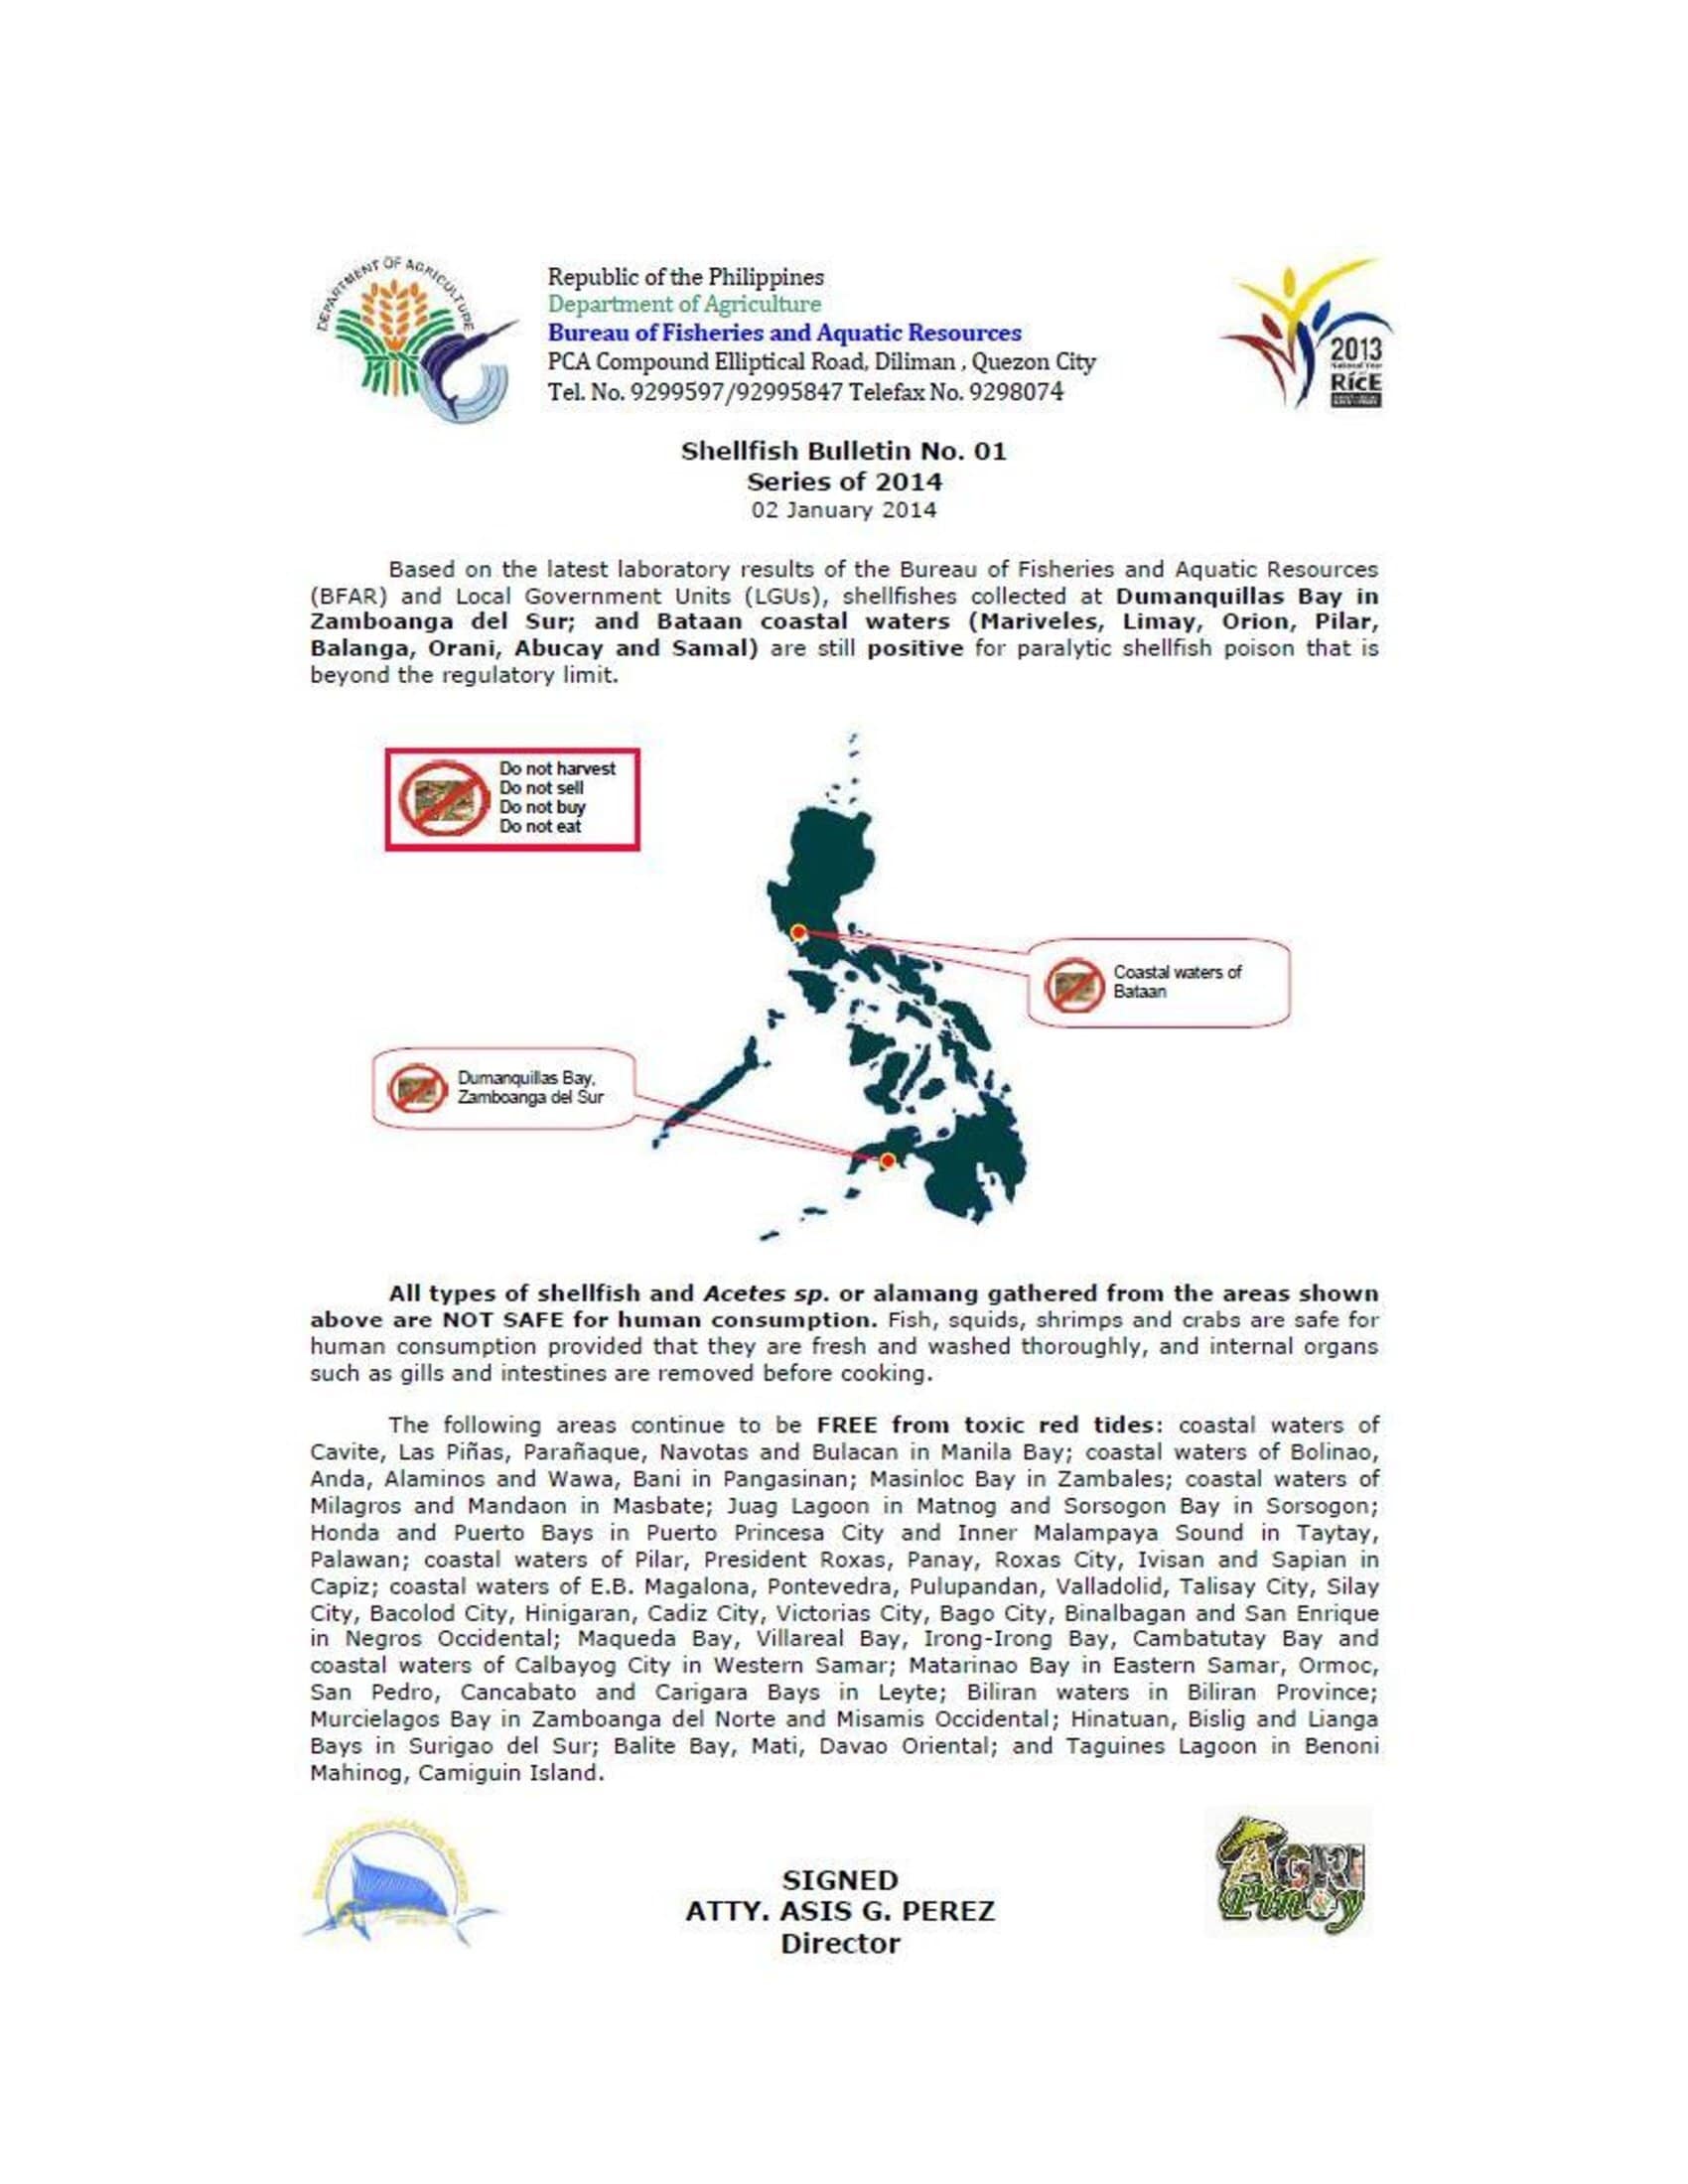 DEPARTMENT OF AGRICULTURE
Republic of the Philippines
Department of Agriculture
Bureau of Fisheries and Aquatic Resources
PCA Compound Elliptical Road, Diliman , Quezon City
Tel. No. 9299597/92995847 Telefax No. 9298074
2013
National Year
RiCE
Shellfish Bulletin No. 01
Series of 2014
02 January 2014
Based on the latest laboratory results of the Bureau of Fisheries and Aquatic Resources
(BFAR) and Local Government Units (LGUs), shellfishes collected at Dumanquillas Bay in
Zamboanga del Sur; and Bataan coastal waters (Mariveles, Limay, Orion, Pilar,
Balanga, Orani, Abucay and Samal) are still positive for paralytic shellfish poison that is
beyond the regulatory limit.
Do not harvest
Do not sell
Do not buy
Do not eat
Coastal waters of
Bataan
Dumanquillas Bay,
Zamboanga del Sur
All types of shellfish and Acetes sp. or alamang gathered from the areas shown
above are NOT SAFE for human consumption. Fish, squids, shrimps and crabs are safe for
human consumption provided that they are fresh and washed thoroughly, and internal organs
such as gills and intestines are removed before cooking.
The following areas continue to be FREE from toxic red tides: coastal waters of
Cavite, Las Piñas, Parañaque, Navotas and Bulacan in Manila Bay; coastal waters of Bolinao,
Anda, Alaminos and Wawa, Bani in Pangasinan; Masinloc Bay in Zambales; coastal waters of
Milagros and Mandaon in Masbate; Juag Lagoon in Matnog and Sorsogon Bay in Sorsogon;
Honda and Puerto Bays in Puerto Princesa City and Inner Malampaya Sound in Taytay,
Palawan; coastal waters of Pilar, President Roxas, Panay, Roxas City, Ivisan and Sapian in
Capiz; coastal waters of E.B. Magalona, Pontevedra, Pulupandan, Valladolid, Talisay City, Silay
City, Bacolod City, Hinigaran, Cadiz City, Victorias City, Bago City, Binalbagan and San Enrique
in Negros Occidental; Maqueda Bay, Villareal Bay, Irong-Irong Bay, Cambatutay Bay and
coastal waters of Calbayog City in Western Samar; Matarinao Bay in Eastern Samar, Ormoc,
San Pedro, Cancabato and Carigara Bays in Leyte; Biliran waters in Biliran Province;
Murcielagos Bay in Zamboanga del Norte and Misamis Occidental; Hinatuan, Bislig and Lianga
Bays in Surigao del Sur; Balite Bay, Mati, Davao Oriental; and Taguines Lagoon in Benoni
Mahinog, Camiguin Island.
SIGNED
ATTY. ASIS G. PEREZ
Director
AGRI
Pinoy